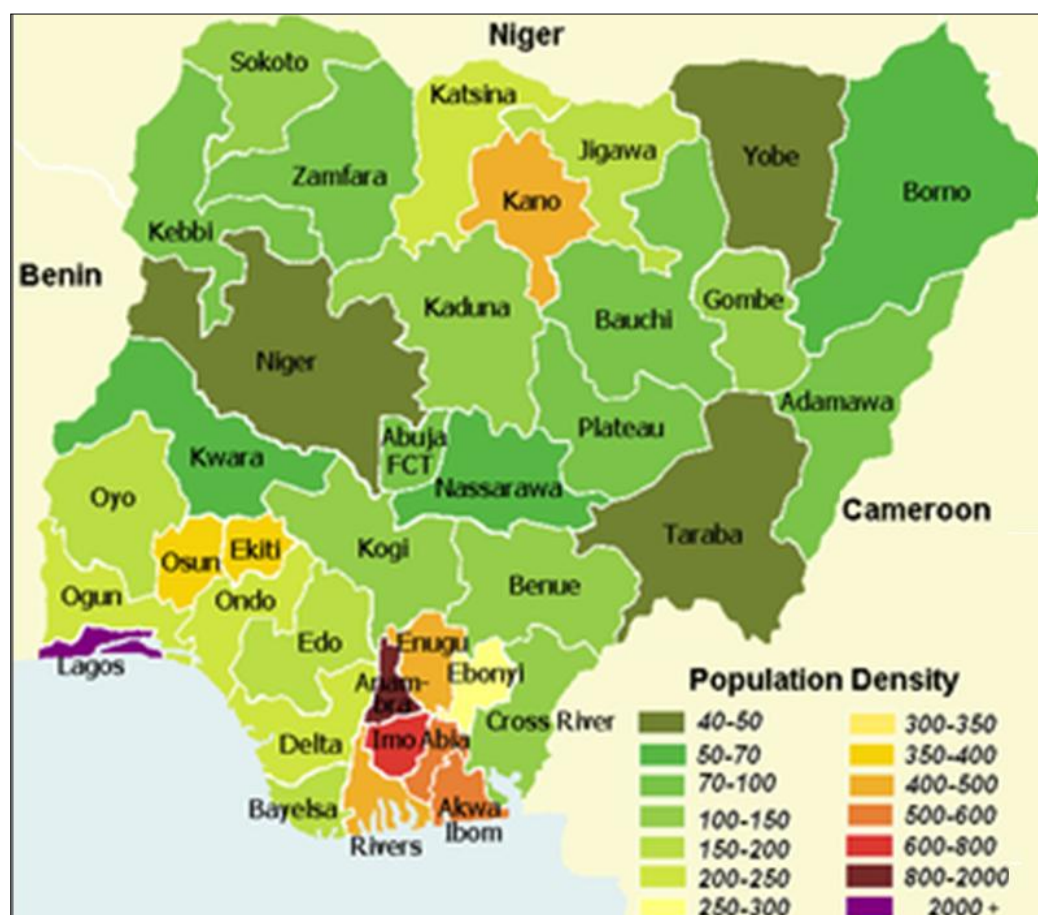 Niger
Sokoto
Katsina
Jigawa
Yobe
Zamfara
Kano
Borno
Kebbi
Benin
Kaduna
Gombe
Bauchi
Niger
Adamawa
Plateau
Abuja
FCT
Kwara
Nassarawa
Oyo
Cameroon
Taraba
Kogi
Osun
Ekiti
Benue
Ogun
Ondo
Edo
Enugu
Lagos
Ebonyi
Anam-
bra
Cross River
Delta
Imo
Abia
Bayelsa
Akwa
Ibom
Rivers
Population Density
40-50
50-70
70-100
100-150
150-200
200-250
250-300
300-350
350-400
400-500
500-600
600-800
800-2000
2000 +